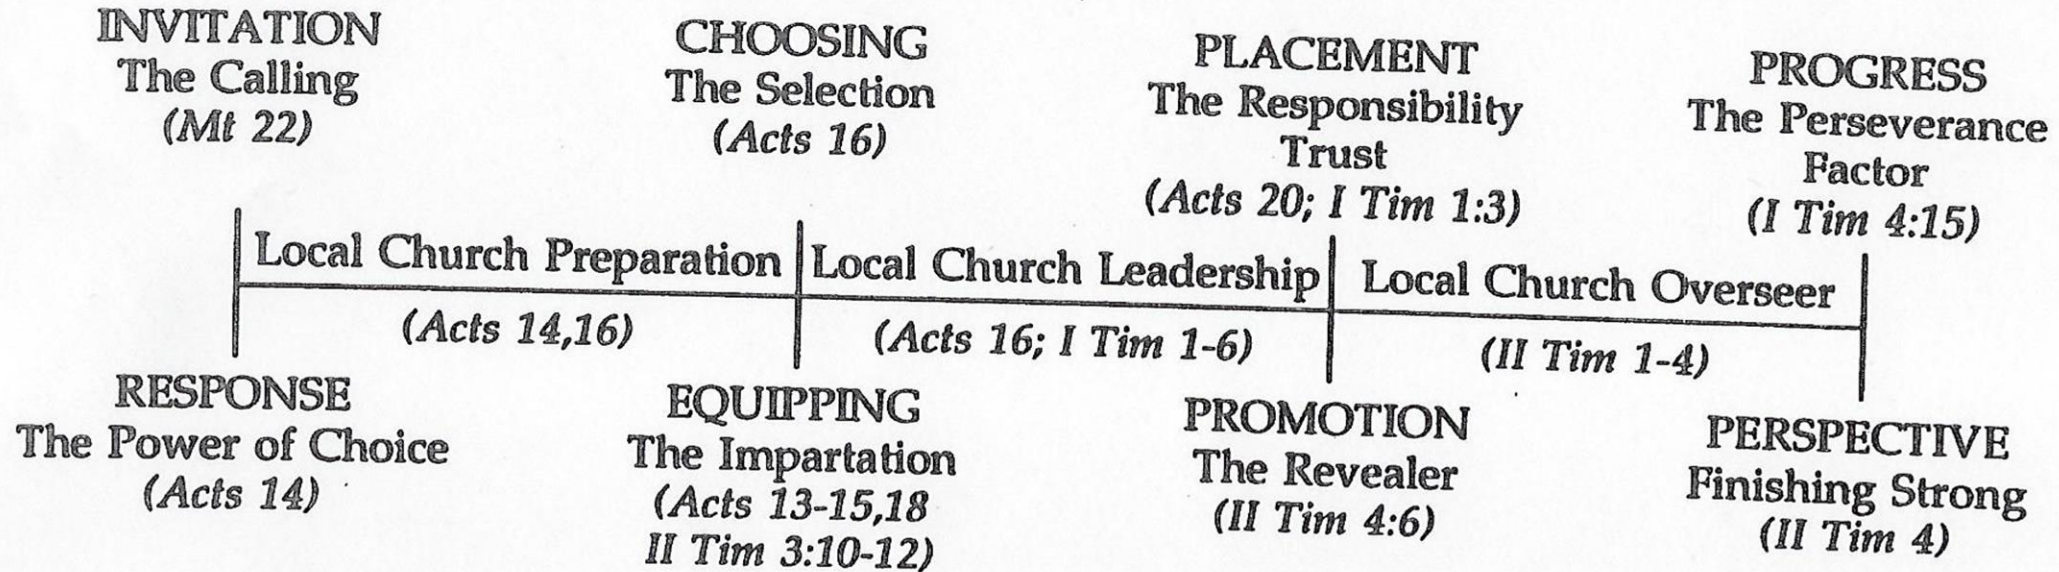 INVITATION
The Calling
(Mt 22)
CHOOSING
The Selection
(Acts 16)
PLACEMENT
The Responsibility
Trust
(Acts 20; I Tim 1:3)
PROGRESS
The Perseverance
Factor
(I Tim 4:15)
Local Church Preparation
(Acts 14,16)
Local Church Leadership
(Acts 16; I Tim 1-6)
Local Church Overseer
(II Tim 1-4)
RESPONSE
The Power of Choice
(Acts 14)
EQUIPPING
The Impartation
(Acts 13-15,18
II Tim 3:10-12)
PROMOTION
The Revealer
(II Tim 4:6)
PERSPECTIVE
Finishing Strong
(II Tim 4)